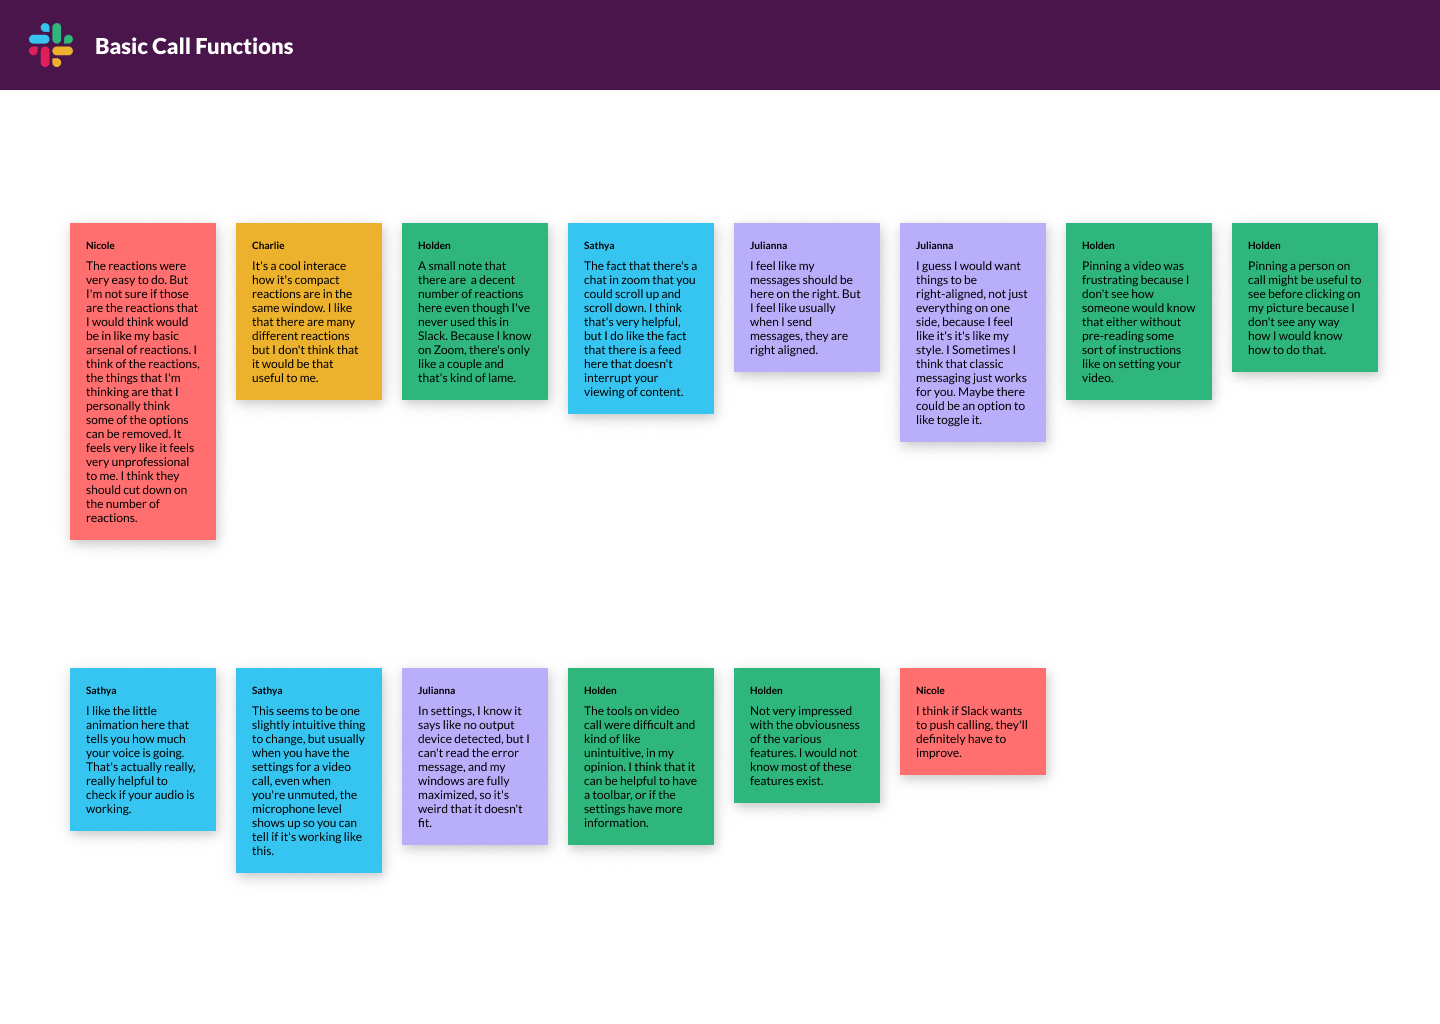 Basic Call Functions
Nicole
The reactions were
very easy to do. But
I'm not sure if those
are the reactions that
I would think would
be in like my basic
arsenal of reactions. I
think of the reactions,
the things that I'm
thinking are that I
personally think
some of the options
can be removed. It
feels very like it feels
very unprofessional
to me. I think they
should cut down on
the number of
reactions.
Charlie
It's a cool interace
how it's compact
reactions are in the
same window. I like
that there are many
different reactions
but I don't think that
it would be that
useful to me.
Holden
A small note that
there are  a decent
number of reactions
here even though I've
never used this in
Slack. Because I know
on Zoom, there's only
like a couple and
that's kind of lame.
Sathya
The fact that there's a
chat in zoom that you
could scroll up and
scroll down. I think
that's very helpful,
but I do like the fact
that there is a feed
here that doesn't
interrupt your
viewing of content.
Julianna
I feel like my
messages should be
here on the right. But
I feel like usually
when I send
messages, they are
right aligned.
Julianna
I guess I would want
things to be
right-aligned, not just
everything on one
side, because I feel
like it's it's like my
style. I Sometimes I
think that classic
messaging just works
for you. Maybe there
could be an option to
like toggle it.
Holden
Pinning a video was
frustrating because I
don't see how
someone would know
that either without
pre-reading some
sort of instructions
like on setting your
video.
Holden
Pinning a person on
call might be useful to
see before clicking on
my picture because I
don't see any way
how I would know
how to do that.
Sathya
I like the little
animation here that
tells you how much
your voice is going.
That's actually really,
really helpful to
check if your audio is
working.
Sathya
This seems to be one
slightly intuitive thing
to change, but usually
when you have the
settings for a video
call, even when
you're unmuted, the
microphone level
shows up so you can
tell if it's working like
this.
Julianna
In settings, I know it
says like no output
device detected, but I
can't read the error
message, and my
windows are fully
maximized, so it's
weird that it doesn't
fit.
Holden
The tools on video
call were difficult and
kind of like
unintuitive, in my
opinion. I think that it
can be helpful to have
a toolbar, or if the
settings have more
information.
Holden
Not very impressed
with the obviousness
of the various
features. I would not
know most of these
features exist.
Nicole
I think if Slack wants
to push calling, they'll
definitely have to
improve.